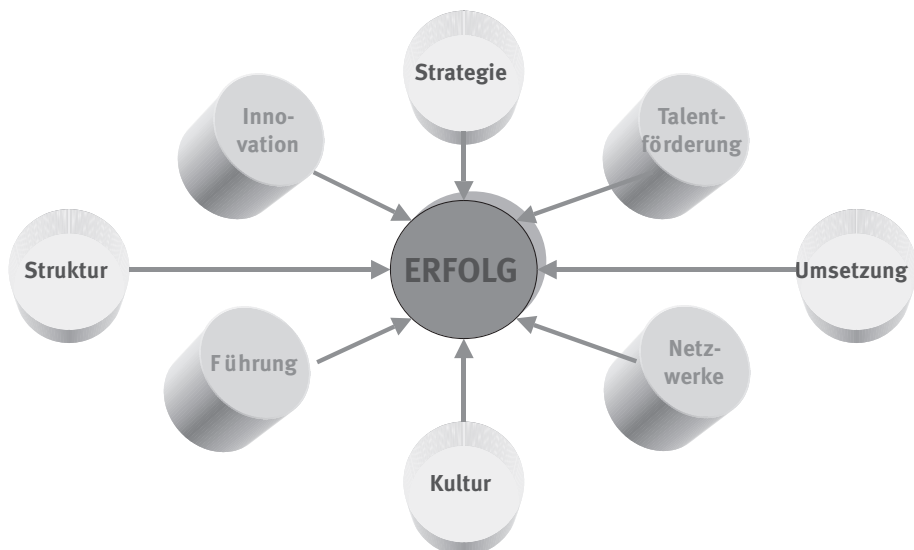 Strategie
Inno-
vation
Talent-
förderung
Struktur
ERFOLG
Umsetzung
Führung
Netz-
werke
Kultur